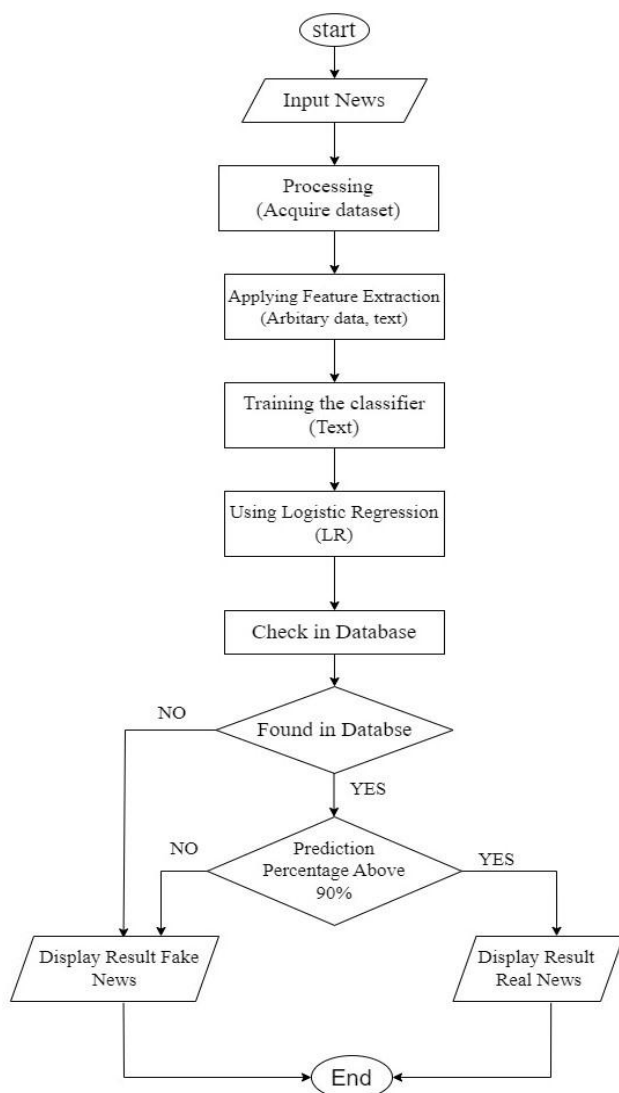 start
Input News
Processing
(Acquire dataset)
Applying Feature Extraction
(Arbitary data, text)
Training the classifier
(Text)
Using Logistic Regression
(LR)
Check in Database
NO
Found in Databse
YES
NO
Prediction
Percentage Above
90%
YES
Display Result Fake
News
Display Result
Real News
End